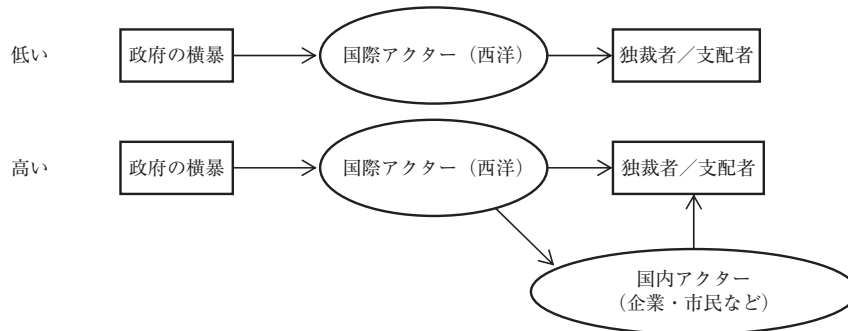 低い
政府の横暴
国際アクター（西洋）
独裁者／支配者
高い
政府の横暴
国際アクター（西洋）
独裁者／支配者
国内アクター
（企業・市民など）